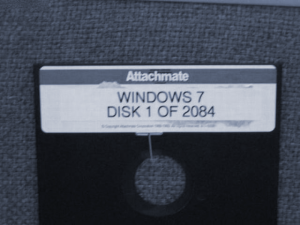 Attachmate
WINDOWS 7
DISK 1 OF 2084